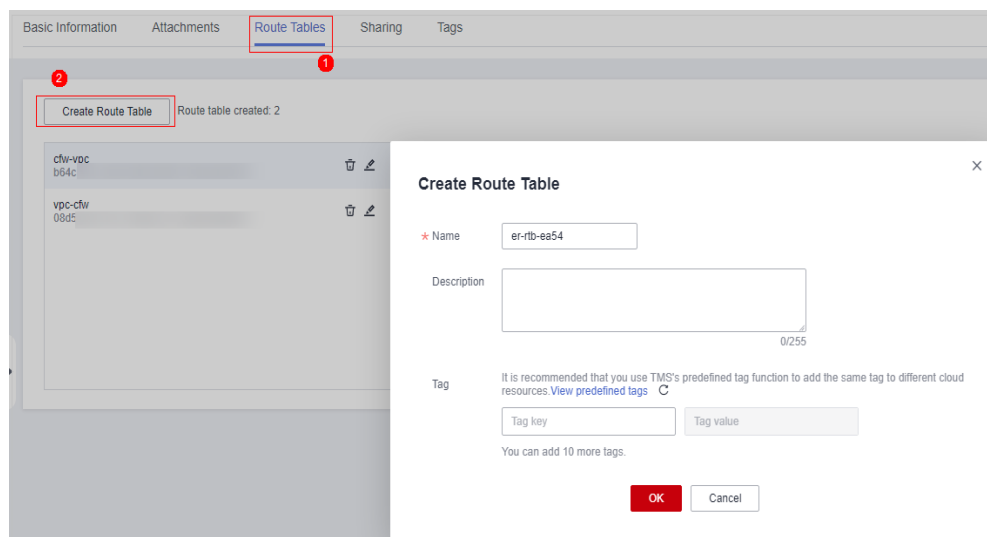 Basic Information Attachments Route Tables Sharing Tags
1
2
Create Route Table Route table created: 2
cfw-vpc
b64c
vpc-cfw
08d5
Create Route Table
* Name er-rtb-ea54
Description
0/255
Tag It is recommended that you use TMS's predefined tag function to add the same tag to different cloud
resources.View predefined tags
Tag key Tag value
You can add 10 more tags.
OK Cancel